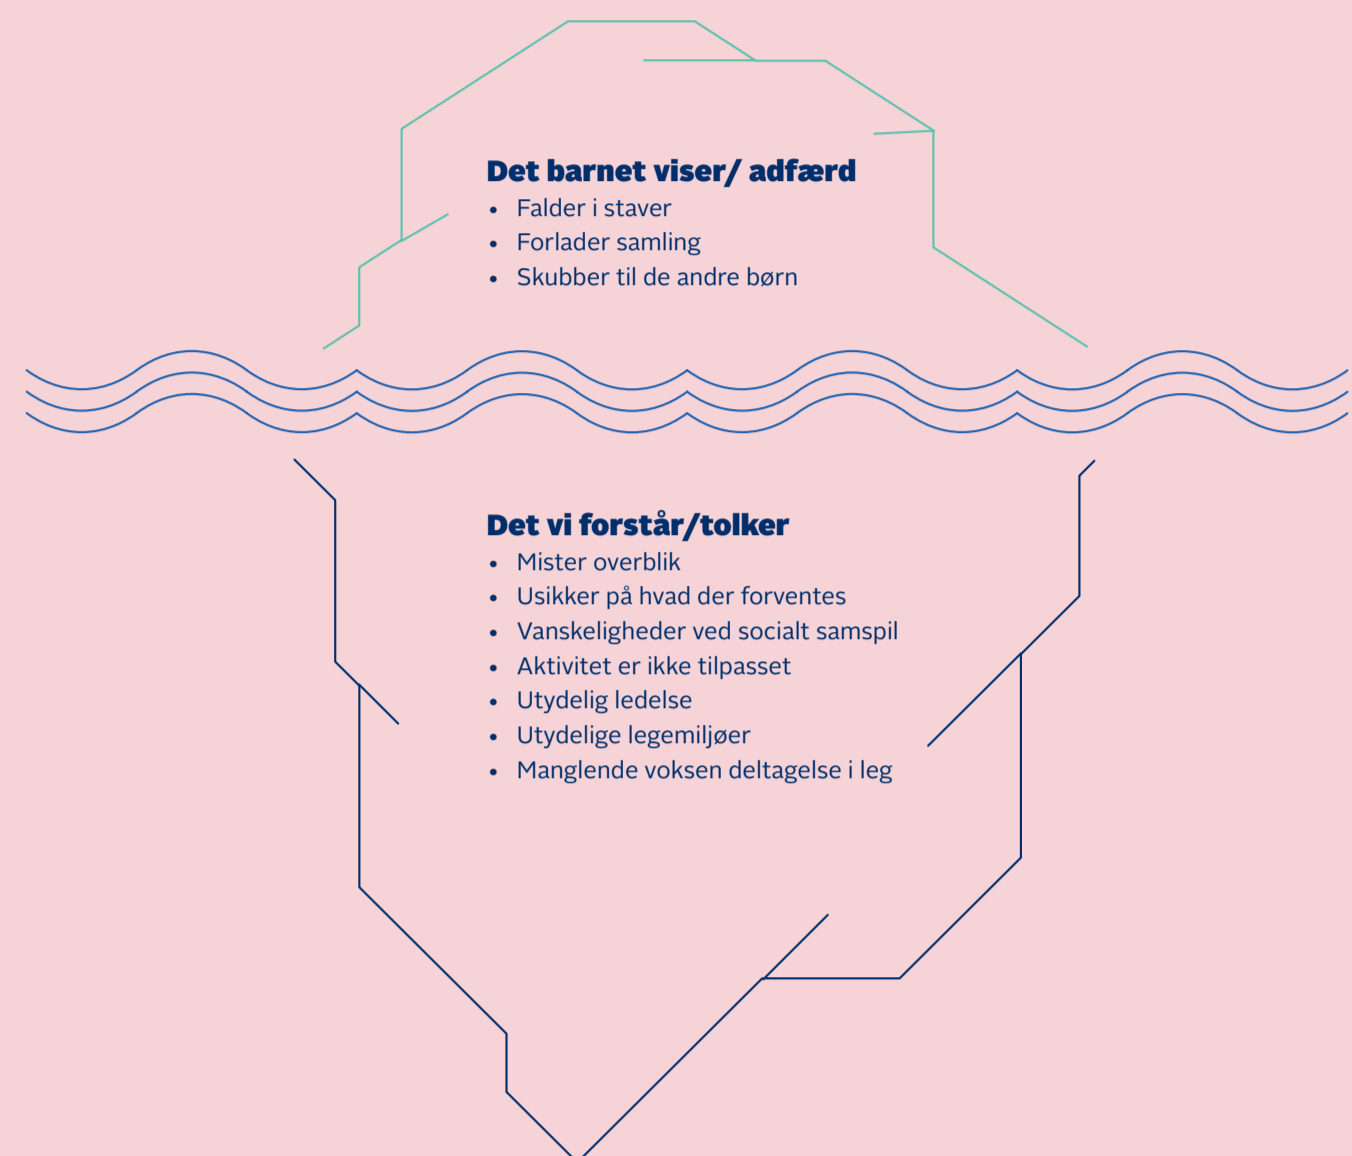 Det barnet viser/ adfærd
• Falder i staver
• Forlader samling
• Skubber til de andre børn
Det vi forstår/tolker
• Mister overblik
• Usikker på hvad der forventes
• Vanskeligheder ved socialt samspil
• Aktivitet er ikke tilpasset
• Utydelig ledelse
• Utydelige legemiljøer
• Manglende voksen deltagelse i leg